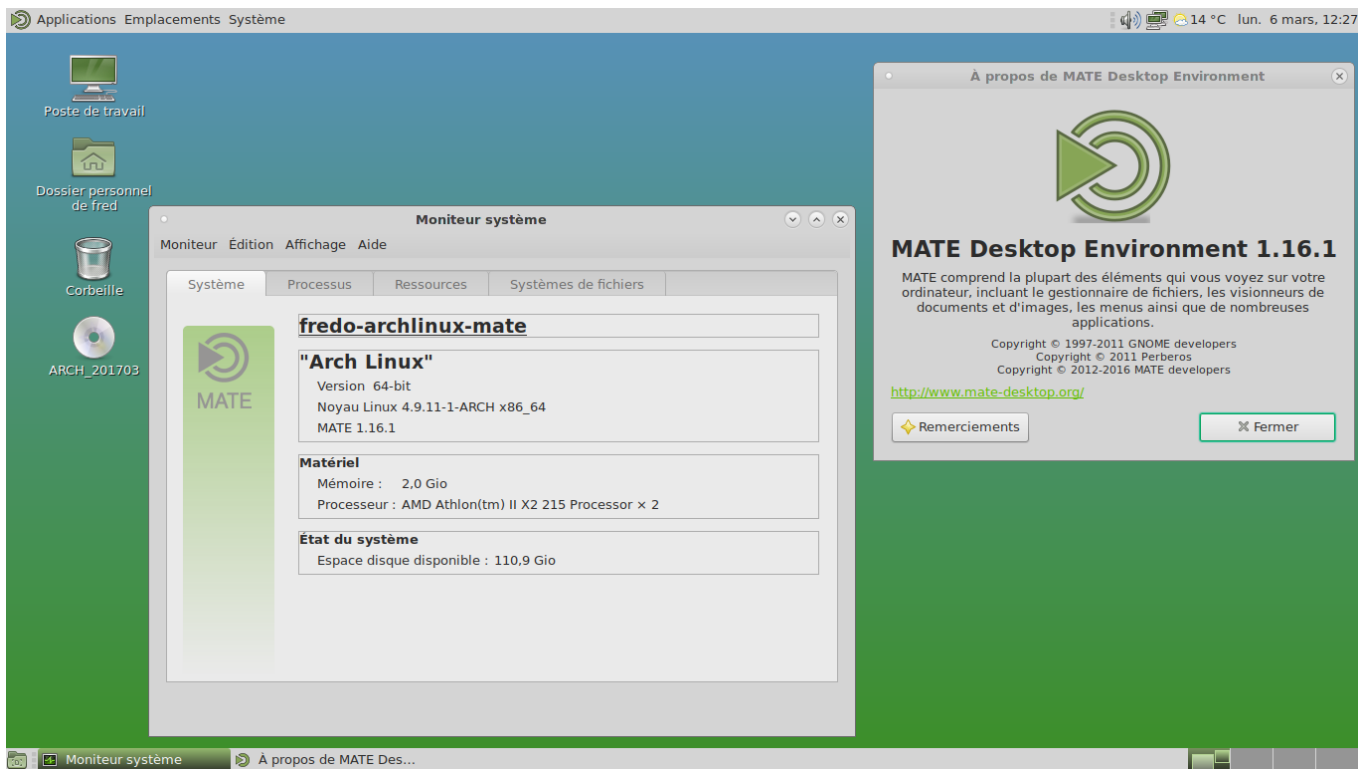 Applications Emplacements Système
14 °C lun. 6 mars, 12:27
Poste de travail
Dossier personnel
de fred
Corbeille
ARCH_201703
Moniteur système
Moniteur Édition Affichage Aide
Système Processus Ressources Systèmes de fichiers
MATE
fredo-archlinux-mate
"Arch Linux"
Version 64-bit
Noyau Linux 4.9.11-1-ARCH x86_64
MATE 1.16.1
Matériel
Mémoire : 2,0 Gio
Processeur : AMD Athlon(tm) II X2 215 Processor × 2
État du système
Espace disque disponible : 110,9 Gio
À propos de MATE Desktop Environment
MATE Desktop Environment 1.16.1
MATE comprend la plupart des éléments qui vous voyez sur votre
ordinateur, incluant le gestionnaire de fichiers, les visionneurs de
documents et d'images, les menus ainsi que de nombreuses
applications.
Copyright © 1997-2011 GNOME developers
Copyright © 2011 Perberos
Copyright © 2012-2016 MATE developers
http://www.mate-desktop.org/
Remerciements Fermer
Moniteur système À propos de MATE Des...